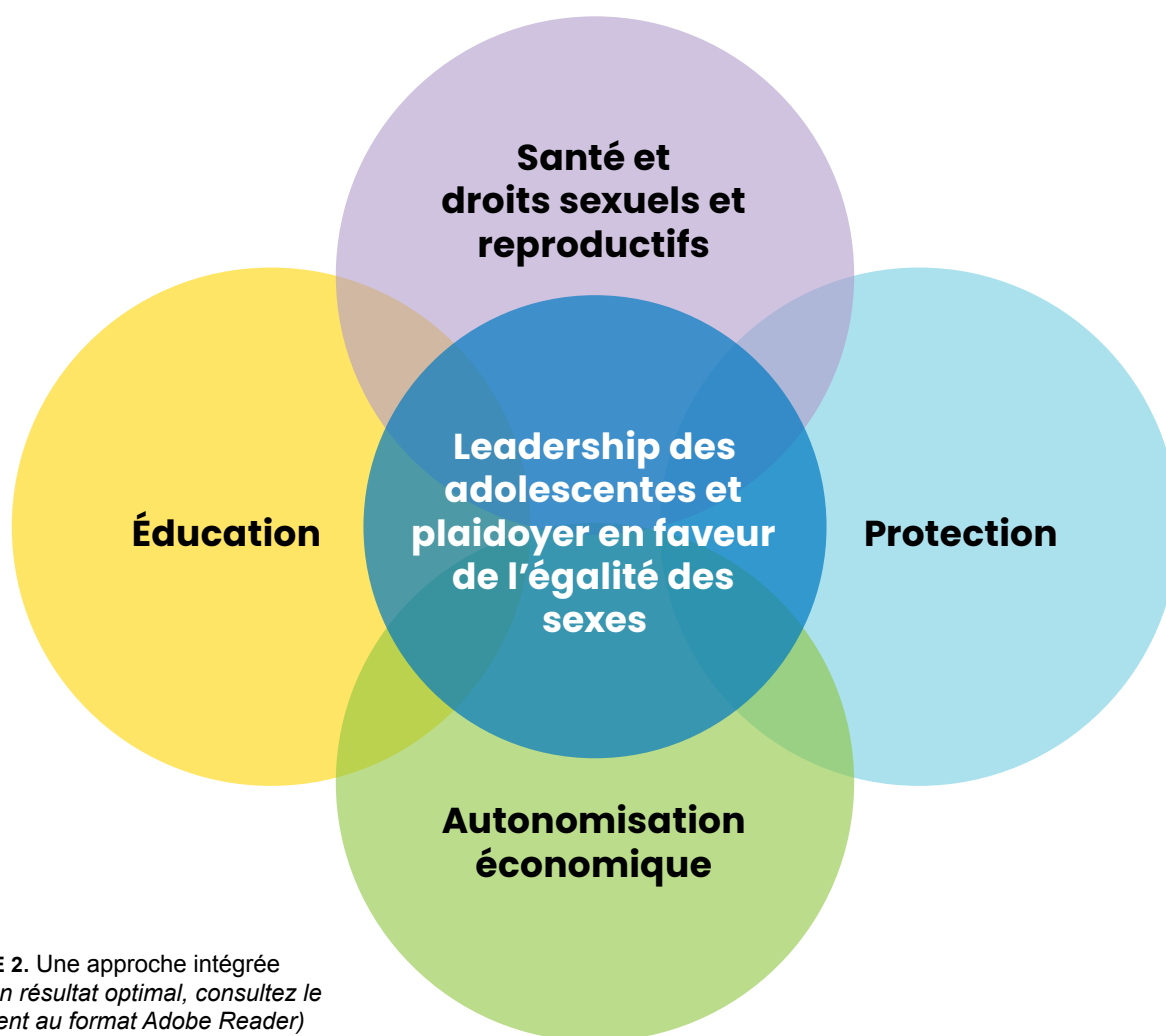 Santé et
droits sexuels et
reproductifs
Éducation
Leadership des
adolescentes et
plaidoyer en faveur
de l’égalité des
sexes
Protection
Autonomisation
économique
E 2. Une approche intégrée
n résultat optimal, consultez le
ent au format Adobe Reader)